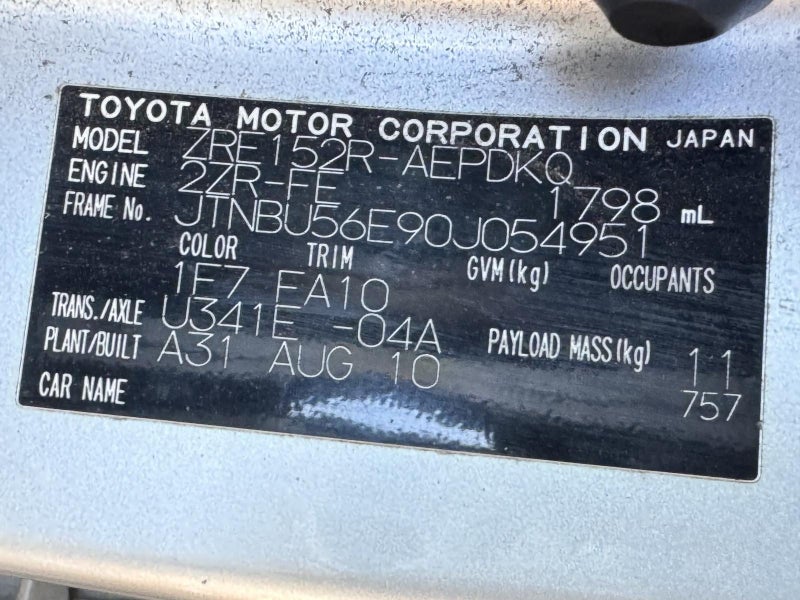 TOYOTA MOTOR CORPORATION JAPAN
MODEL ZRE152R-AEPDKQ
ENGINE 2ZR-FE 1798 mL
FRAME No. JTNBU56E90J054951
COLOR TRIM GVM(kg) OCCUPANTS
1F7 FA10
TRANS./AXLE U341E -04A PAYLOAD MASS(kg) 11
PLANT/BUILT A31 AUG 10 757
CAR NAME